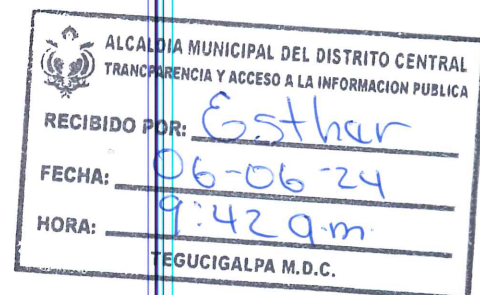 ALCALDIA MUNICIPAL DEL DISTRITO CENTRAL
TRANCPARENCIA Y ACCESO A LA INFORMACION PUBLICA
RECIBIDO POR: Esthar
FECHA: 06-06-24
HORA: 9:42 a.m.
TEGUCIGALPA M.D.C.